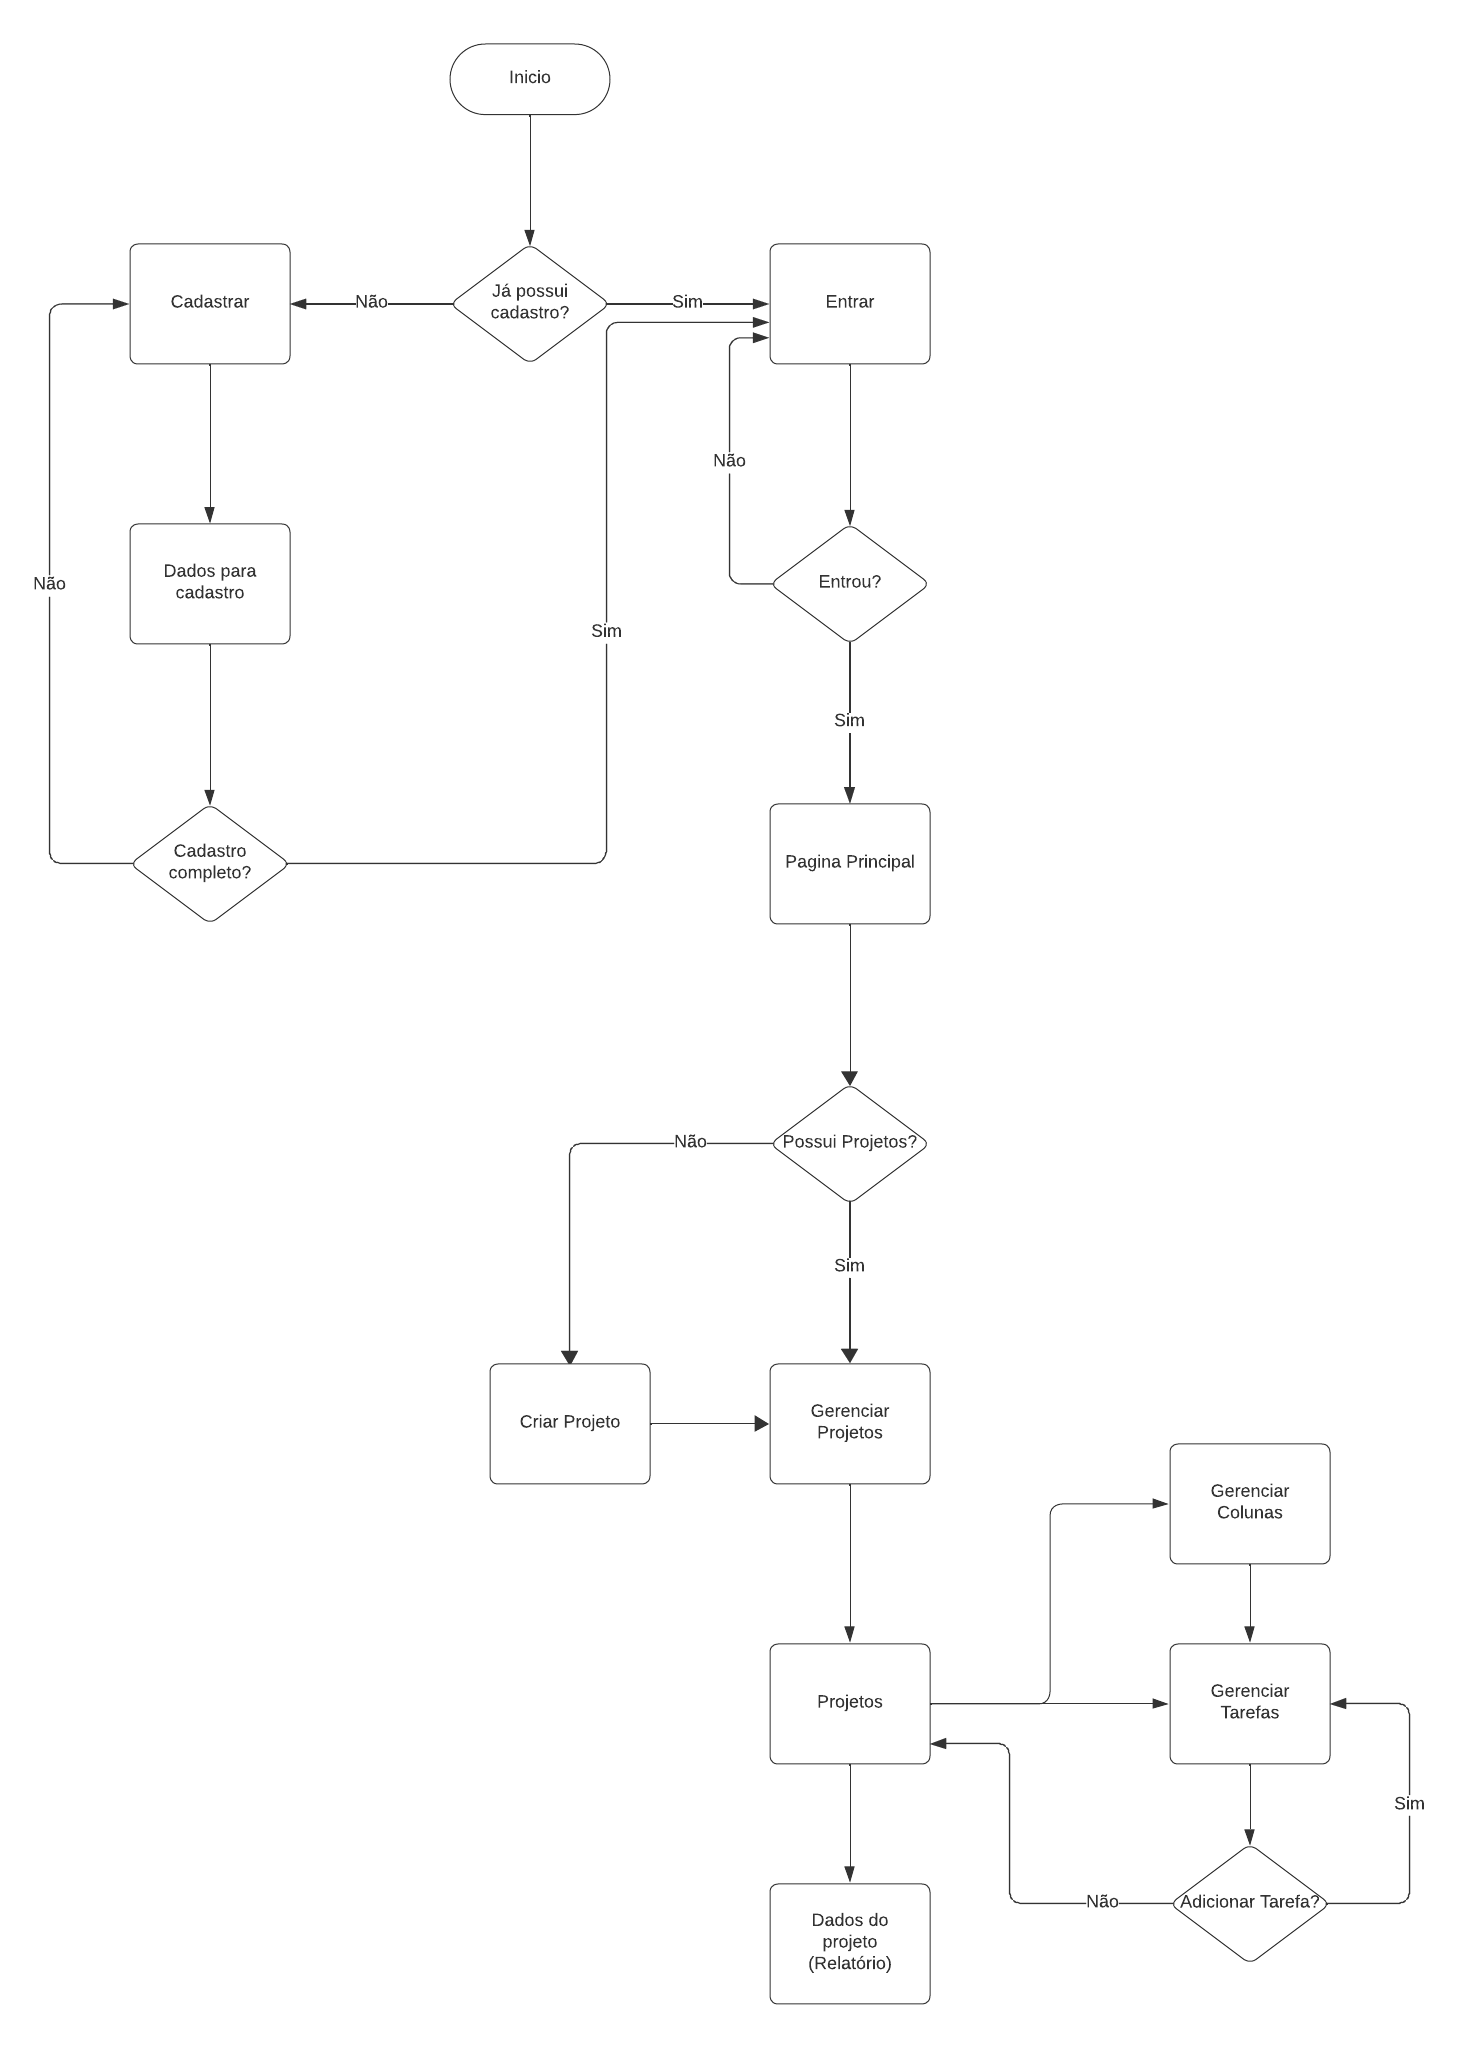 Inicio
Cadastrar
Não
Já possui
cadastro?
Sim
Entrar
Não
Dados para
cadastro
Não
Entrou?
Sim
Sim
Cadastro
completo?
Pagina Principal
Não
Possui Projetos?
Sim
Criar Projeto
Gerenciar
Projetos
Gerenciar
Colunas
Projetos
Gerenciar
Tarefas
Sim
Não
Adicionar Tarefa?
Dados do
projeto
(Relatório)